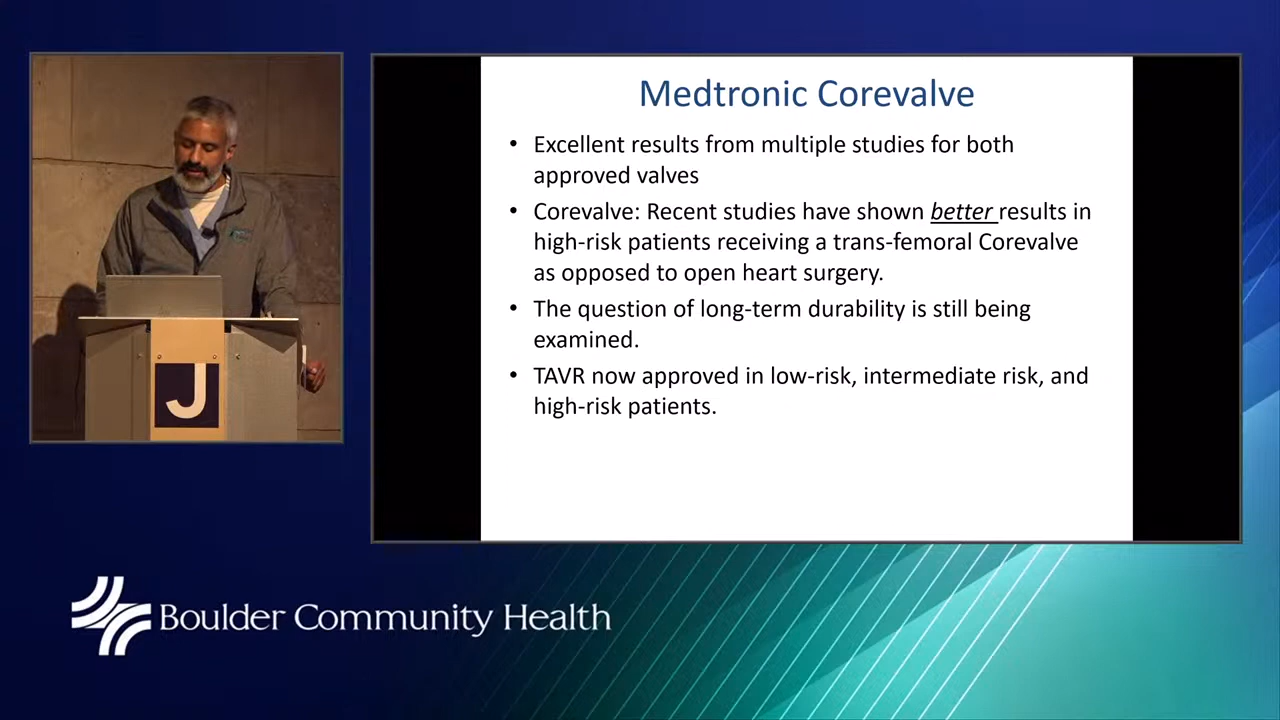 Medtronic Corevalve
• Excellent results from multiple studies for both
approved valves
• Corevalve: Recent studies have shown better results in
high-risk patients receiving a trans-femoral Corevalve
as opposed to open heart surgery.
• The question of long-term durability is still being
examined.
• TAVR now approved in low-risk, intermediate risk, and
high-risk patients.
J
Boulder Community Health